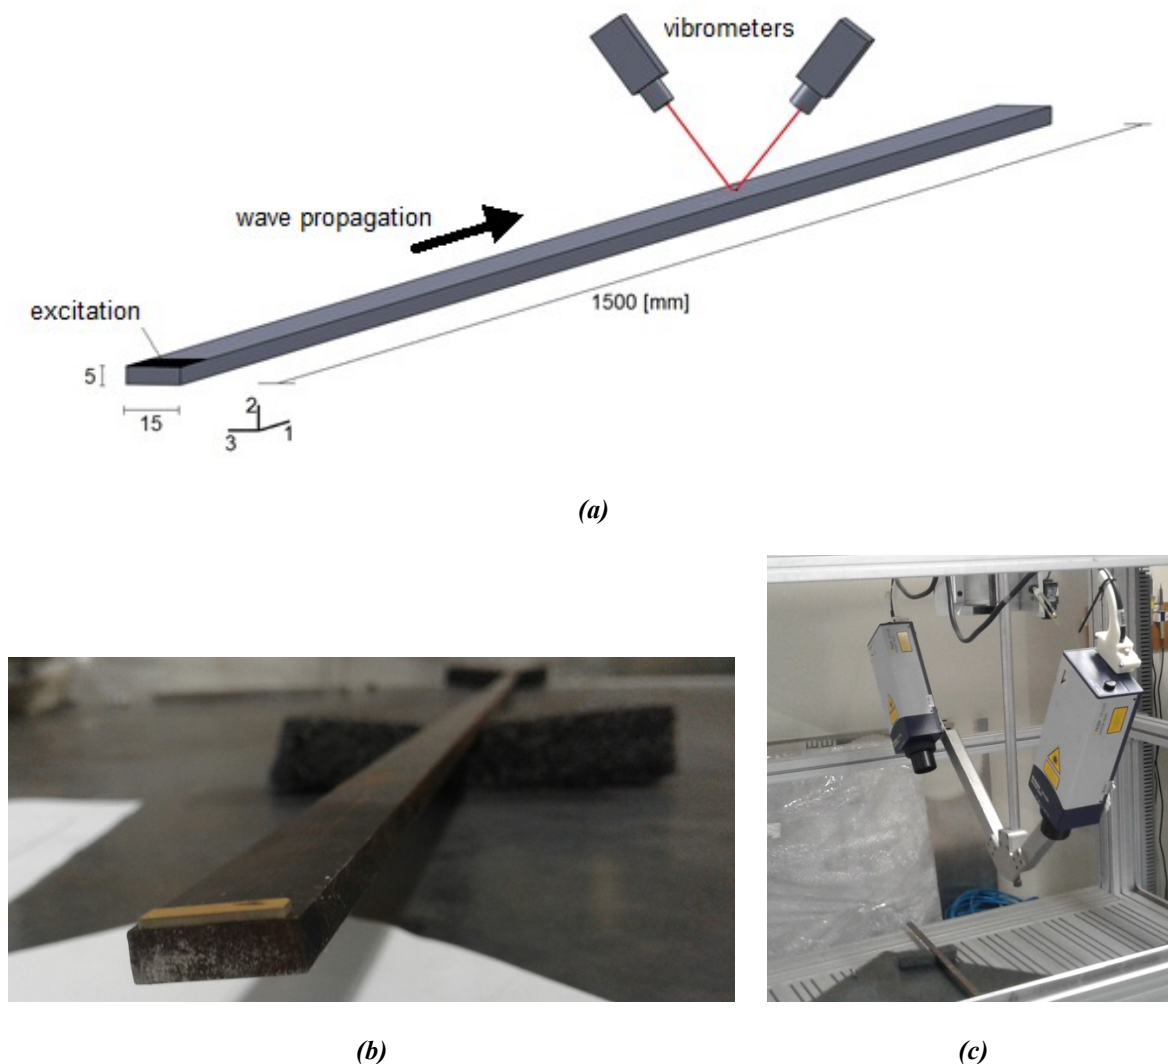 vibrometers
wave propagation
excitation
1500 [mm]
5
15
2
3
1
(a)
(b)
(c)